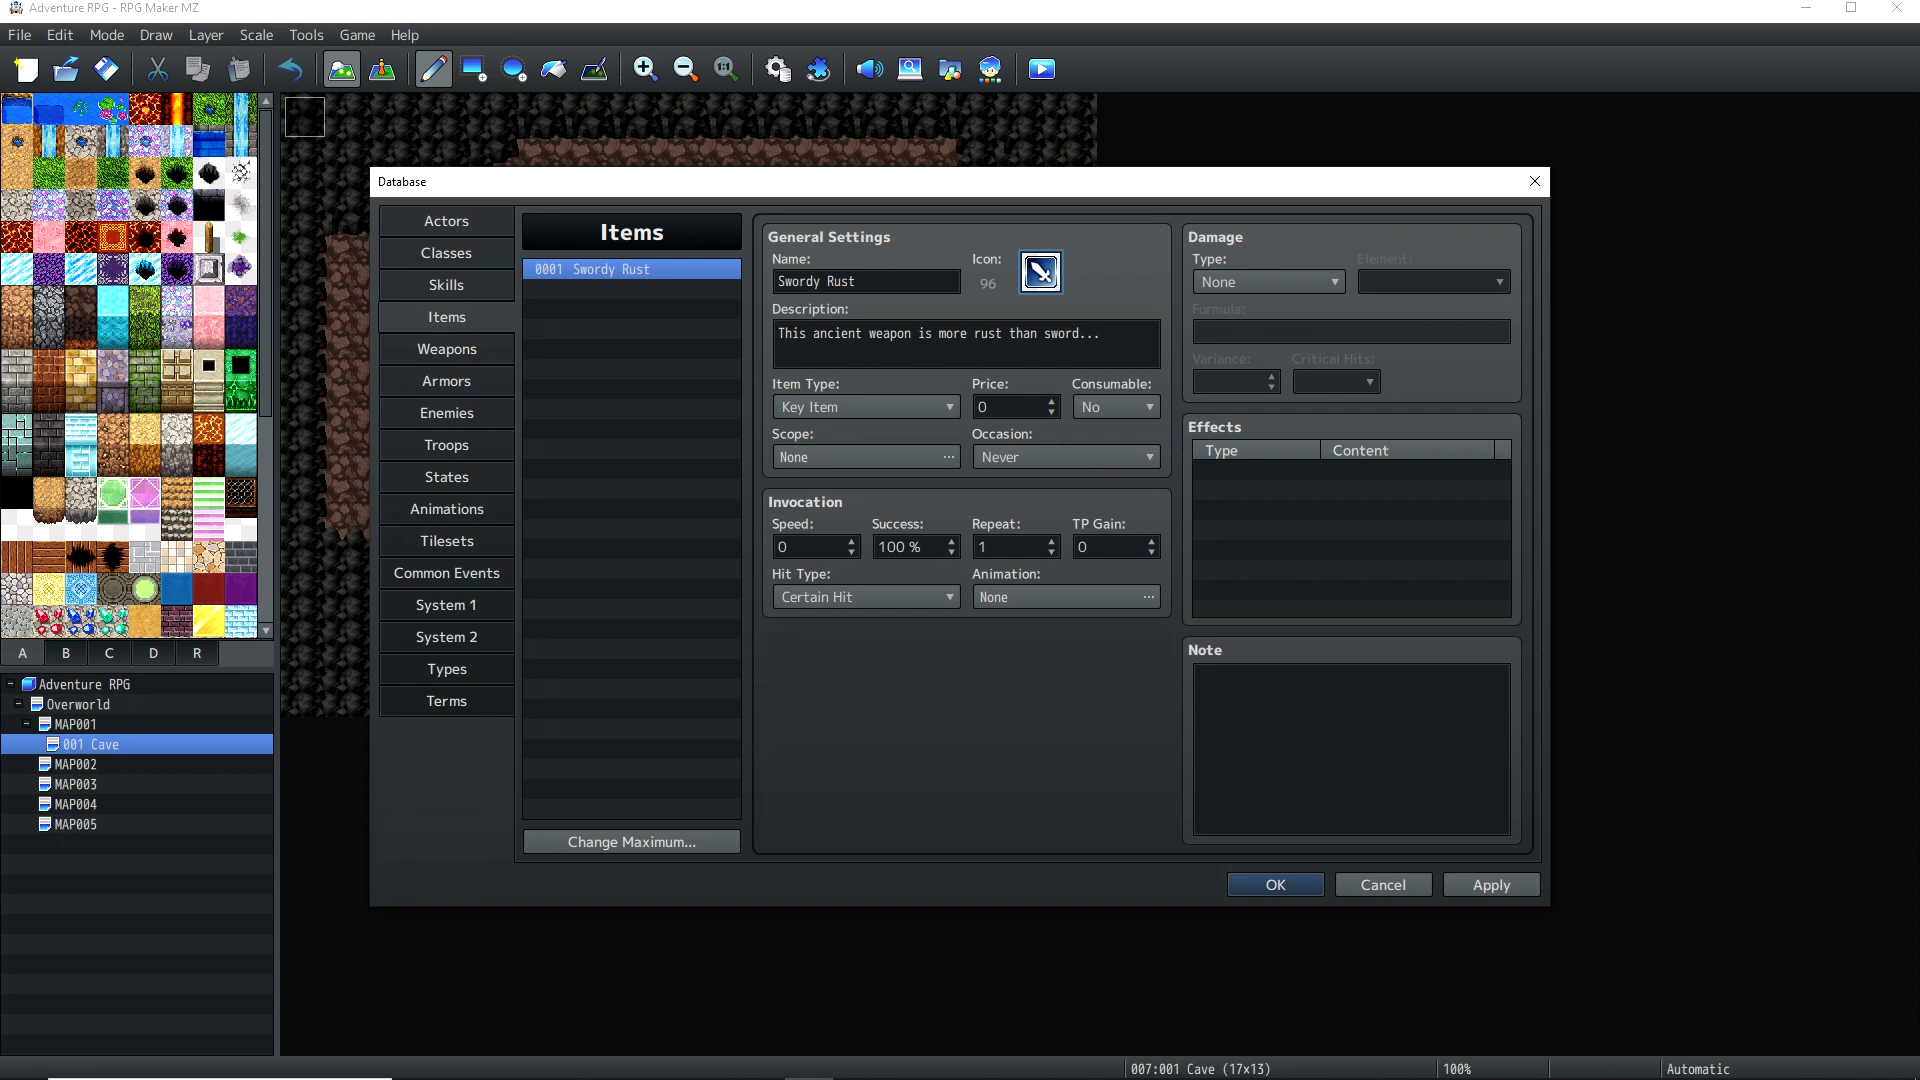 Adventure RPG - RPG Maker MZ
File Edit Mode Draw Layer Scale Tools Game Help
1:1
A B C D R
Adventure RPG
Overworld
MAP001
001 Cave
MAP002
MAP003
MAP004
MAP005
Database
Actors
Classes
Skills
Items
Weapons
Armors
Enemies
Troops
States
Animations
Tilesets
Common Events
System 1
System 2
Types
Terms
Items
0001 Swordy Rust
Change Maximum...
General Settings
Name: Icon:
Swordy Rust 96
Description:
This ancient weapon is more rust than sword...
Item Type: Price: Consumable:
Key Item 0 No
Scope: Occasion:
None ... Never
Invocation
Speed: Success: Repeat: TP Gain:
0 100 % 1 0
Hit Type: Animation:
Certain Hit None ...
Damage
Type: Element:
None
Formula:
Variance: Critical Hits:
Effects
Type Content
Note
OK Cancel Apply
007:001 Cave (17x13) 100% Automatic